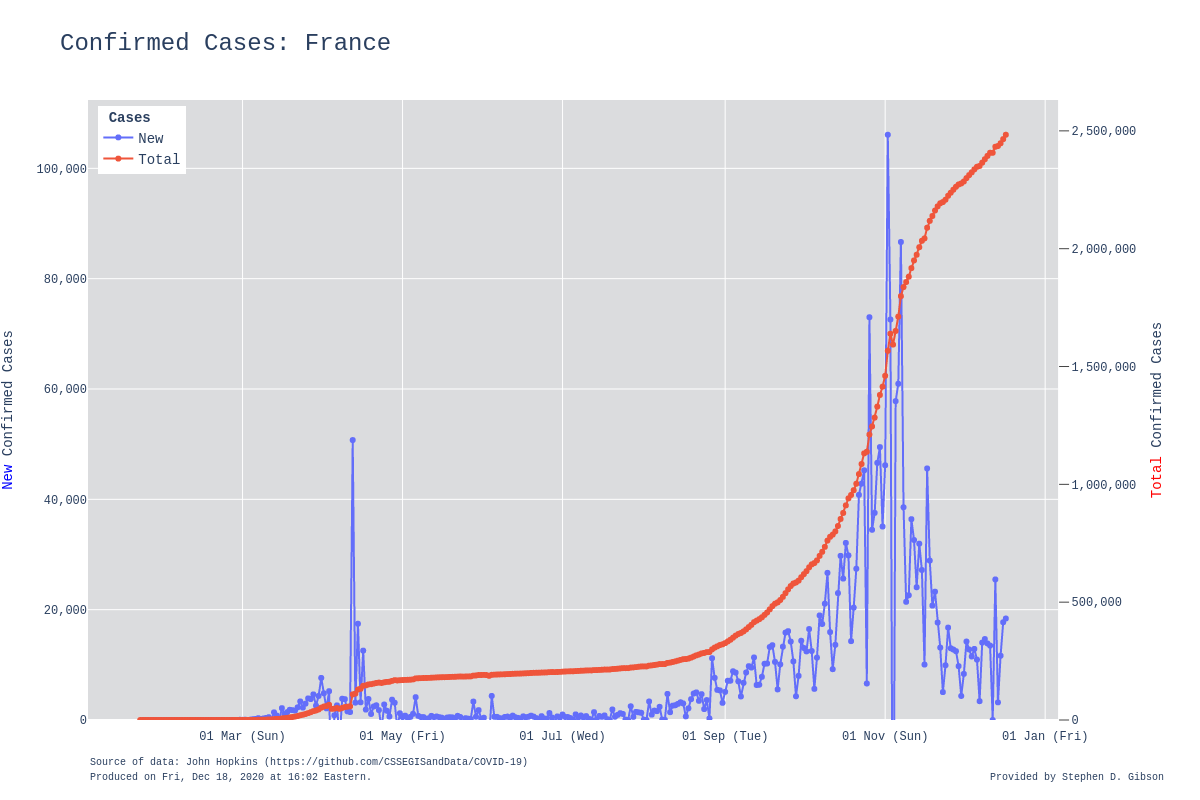 Confirmed Cases: France
Cases
New
Total
100,000
80,000
60,000
40,000
20,000
0
New Confirmed Cases
2,500,000
2,000,000
1,500,000
1,000,000
500,000
0
Total Confirmed Cases
01 Mar (Sun)
01 May (Fri)
01 Jul (Wed)
01 Sep (Tue)
01 Nov (Sun)
01 Jan (Fri)
Source of data: John Hopkins (https://github.com/CSSEGISandData/COVID-19)
Produced on Fri, Dec 18, 2020 at 16:02 Eastern.
Provided by Stephen D. Gibson